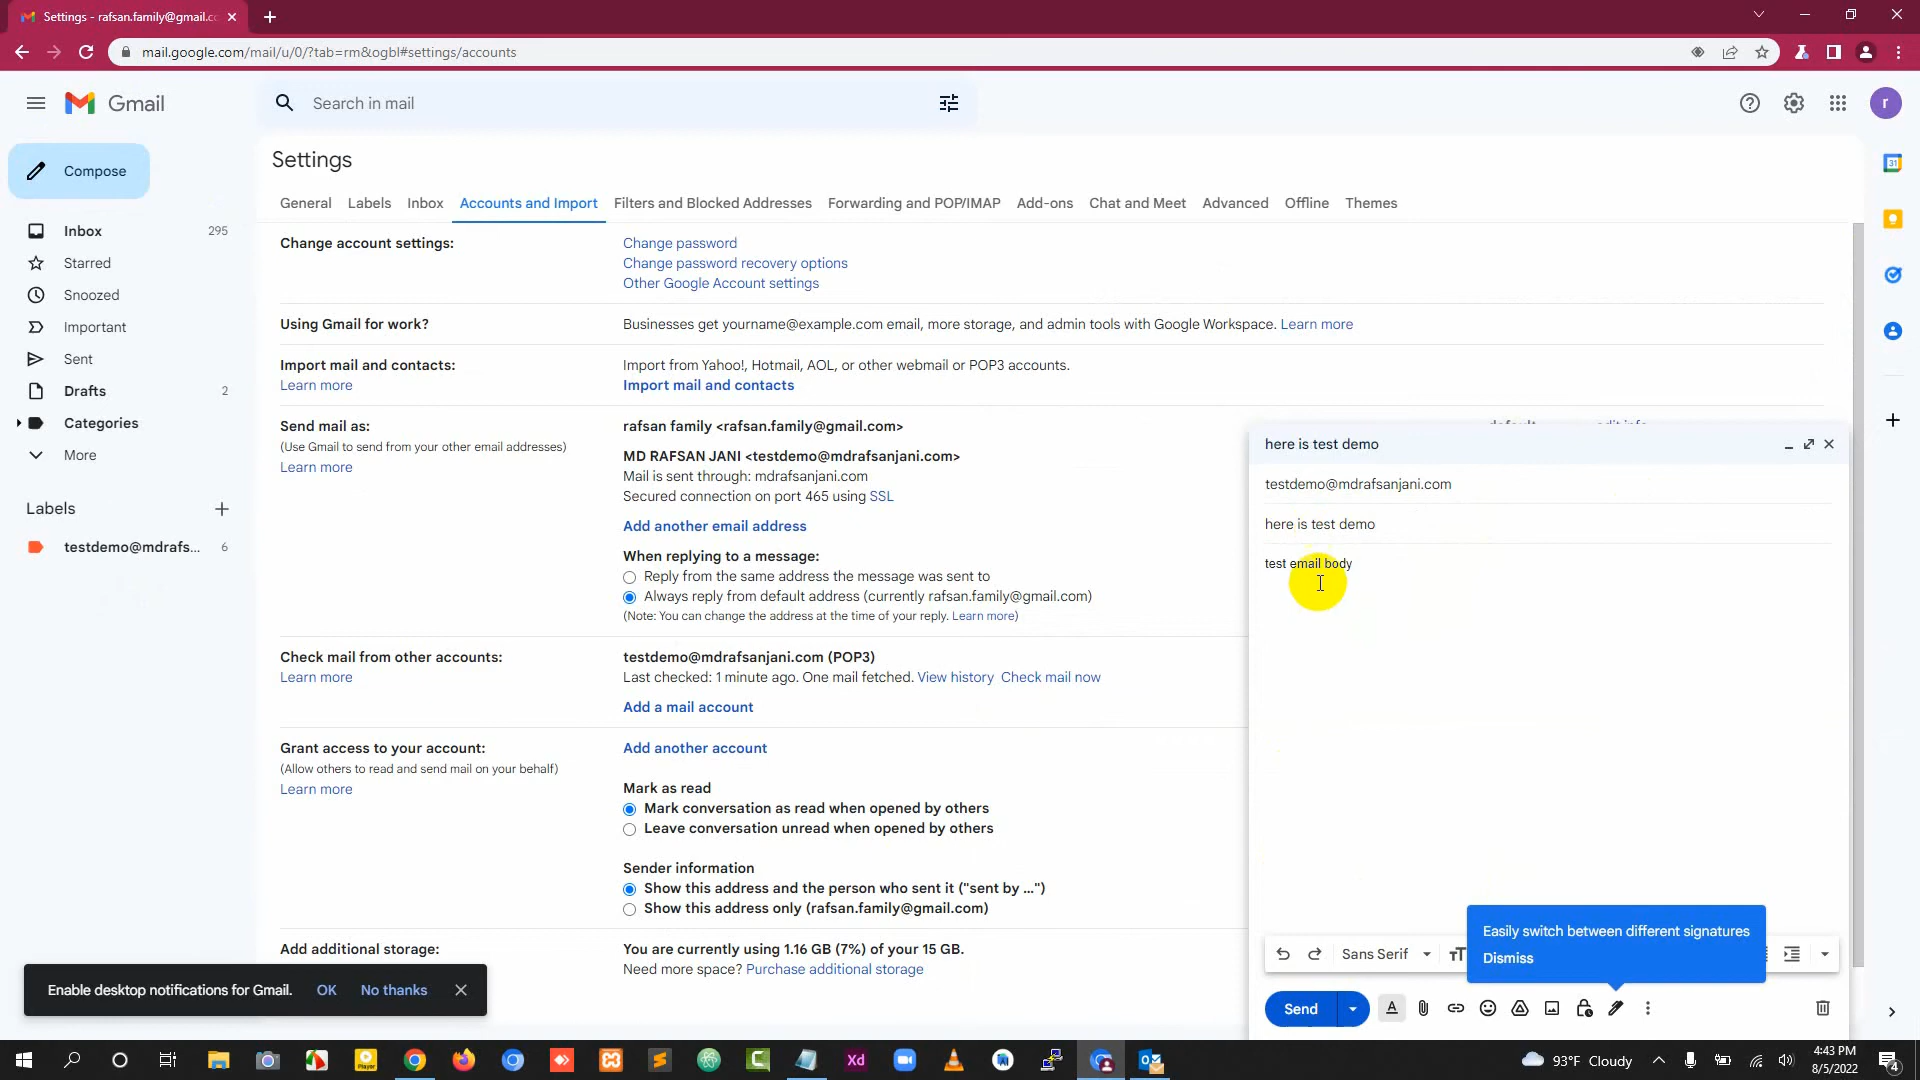 Settings - rafsan.family@gmail.co
mail.google.com/mail/u/0/?tab=rm&ogbl#settings/accounts
Gmail
Search in mail
r
Compose
Inbox 295
Starred
Snoozed
Important
Sent
Drafts 2
Categories
More
Labels
testdemo@mdrafs... 6
Settings
General Labels Inbox Accounts and Import Filters and Blocked Addresses Forwarding and POP/IMAP Add-ons Chat and Meet Advanced Offline Themes
Change account settings:
Change password
Change password recovery options
Other Google Account settings
Using Gmail for work?
Businesses get yourname@example.com email, more storage, and admin tools with Google Workspace. Learn more
Import mail and contacts:
Learn more
Import from Yahoo!, Hotmail, AOL, or other webmail or POP3 accounts.
Import mail and contacts
Send mail as:
(Use Gmail to send from your other email addresses)
Learn more
rafsan family <rafsan.family@gmail.com>
default edit info
MD RAFSAN JANI <testdemo@mdrafsanjani.com>
Mail is sent through: mdrafsanjani.com
Secured connection on port 465 using SSL
Add another email address
When replying to a message:
Reply from the same address the message was sent to
Always reply from default address (currently rafsan.family@gmail.com)
(Note: You can change the address at the time of your reply. Learn more)
Check mail from other accounts:
Learn more
testdemo@mdrafsanjani.com (POP3)
Last checked: 1 minute ago. One mail fetched. View history Check mail now
Add a mail account
Grant access to your account:
(Allow others to read and send mail on your behalf)
Learn more
Add another account
Mark as read
Mark conversation as read when opened by others
Leave conversation unread when opened by others
Sender information
Show this address and the person who sent it ("sent by ...")
Show this address only (rafsan.family@gmail.com)
Add additional storage:
You are currently using 1.16 GB (7%) of your 15 GB.
Need more space? Purchase additional storage
Enable desktop notifications for Gmail. OK No thanks
here is test demo
testdemo@mdrafsanjani.com
here is test demo
test email body
Easily switch between different signatures
Dismiss
Sans Serif
Send
31
Player
Xd
93°F Cloudy
4:43 PM
8/5/2022
4